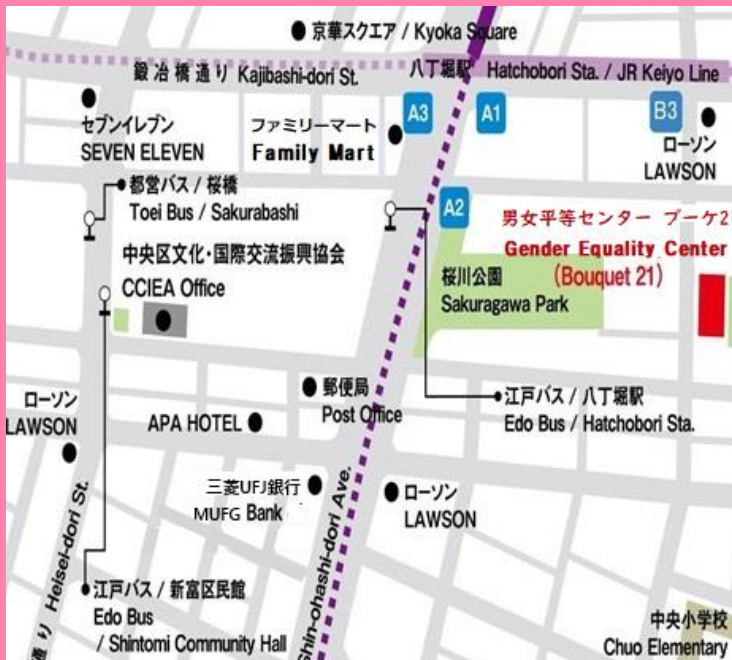 京華スクエア / Kyoka Square
鍛冶橋通り Kajibashi-dori St.
八丁堀駅 Hatchobori Sta. / JR Keiyo Line
A3
A1
B3
セブンイレブン
SEVEN ELEVEN
ファミリーマート
Family Mart
ローソン
LAWSON
都営バス / 桜橋
Toei Bus / Sakurabashi
A2
男女平等センター ブーケ2
Gender Equality Center
(Bouquet 21)
中央区文化・国際交流振興協会
CCIEA Office
桜川公園
Sakuragawa Park
郵便局
Post Office
江戸バス / 八丁堀駅
Edo Bus / Hatchobori Sta.
ローソン
LAWSON
APA HOTEL
三菱UFJ銀行
MUFG Bank
ローソン
LAWSON
通り Heisei-dori St.
Shin-ohashi-dori Ave.
江戸バス / 新富区民館
Edo Bus
/ Shintomi Community Hall
中央小学校
Chuo Elementary